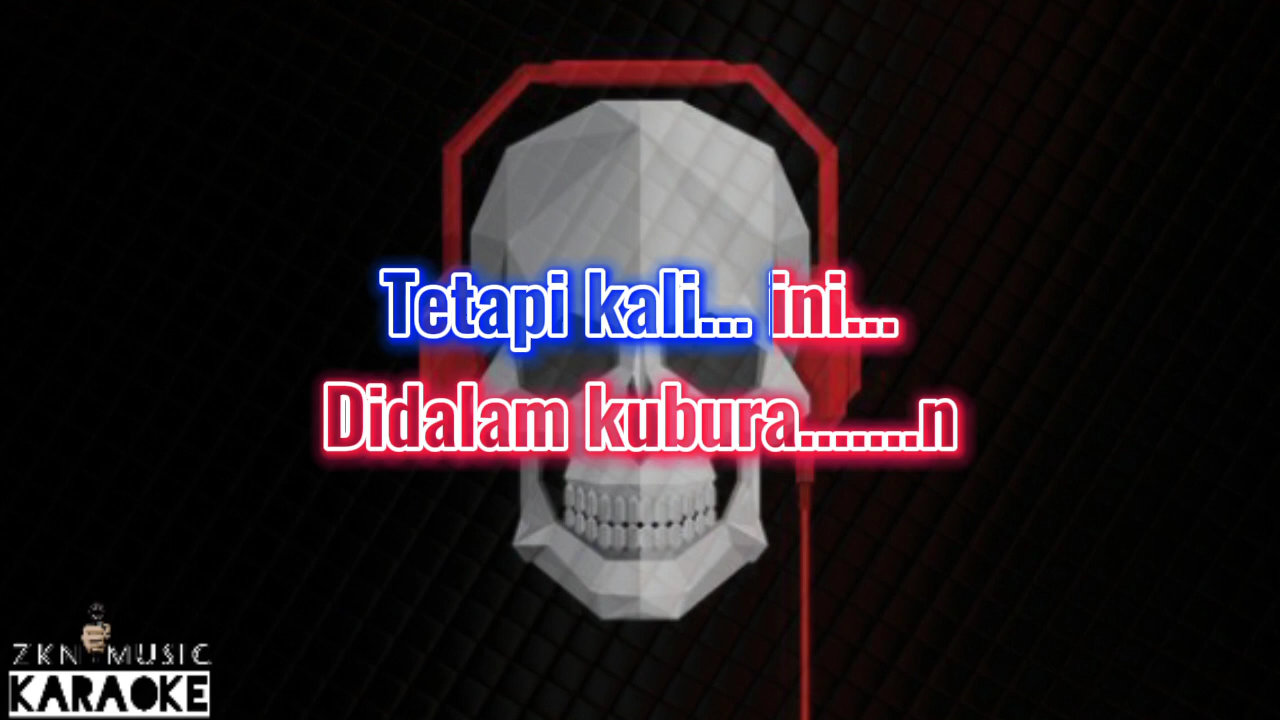 Tetapi kali... ini...
Didalam kubura.......n
ZKN MUSIC
KARAOKE